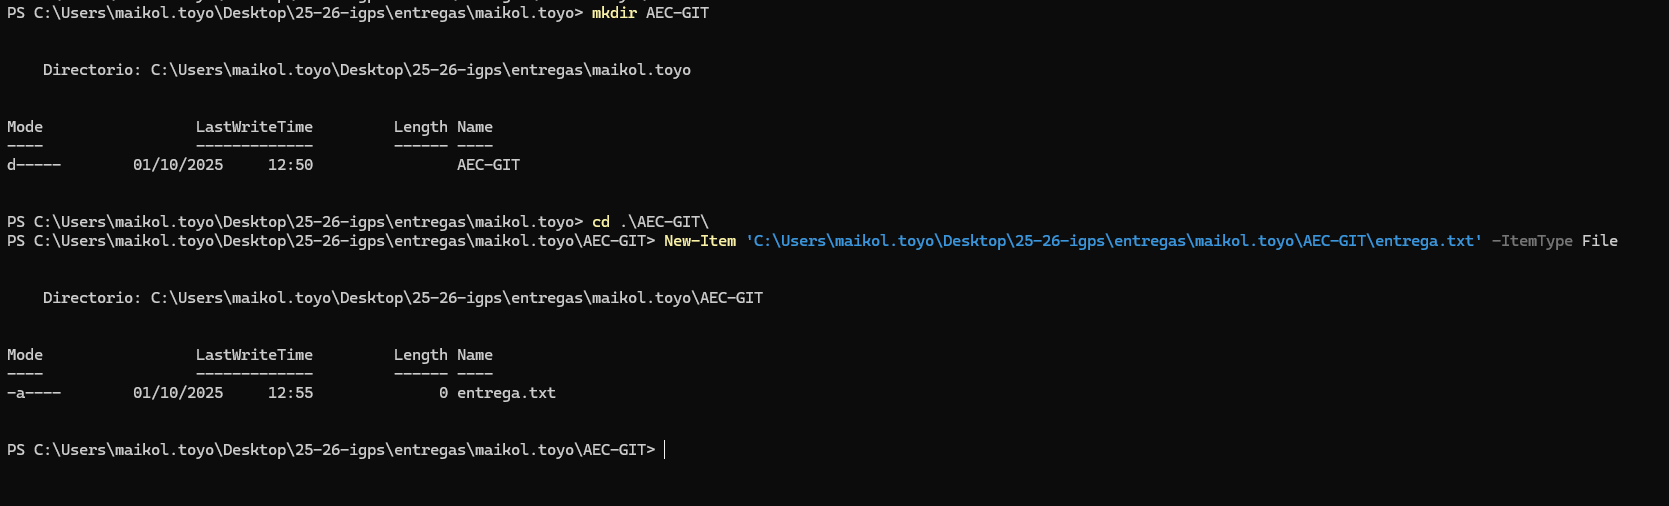 PS C:\Users\maikol.toyo\Desktop\25-26-igps\entregas\maikol.toyo> mkdir AEC-GIT
Directorio: C:\Users\maikol.toyo\Desktop\25-26-igps\entregas\maikol.toyo
Mode                 LastWriteTime         Length Name
----                 -------------         ------ ----
d-----        01/10/2025     12:50                AEC-GIT
PS C:\Users\maikol.toyo\Desktop\25-26-igps\entregas\maikol.toyo> cd .\AEC-GIT\
PS C:\Users\maikol.toyo\Desktop\25-26-igps\entregas\maikol.toyo\AEC-GIT> New-Item 'C:\Users\maikol.toyo\Desktop\25-26-igps\entregas\maikol.toyo\AEC-GIT\entrega.txt' -ItemType File
Directorio: C:\Users\maikol.toyo\Desktop\25-26-igps\entregas\maikol.toyo\AEC-GIT
Mode                 LastWriteTime         Length Name
----                 -------------         ------ ----
-a----        01/10/2025     12:55              0 entrega.txt
PS C:\Users\maikol.toyo\Desktop\25-26-igps\entregas\maikol.toyo\AEC-GIT>